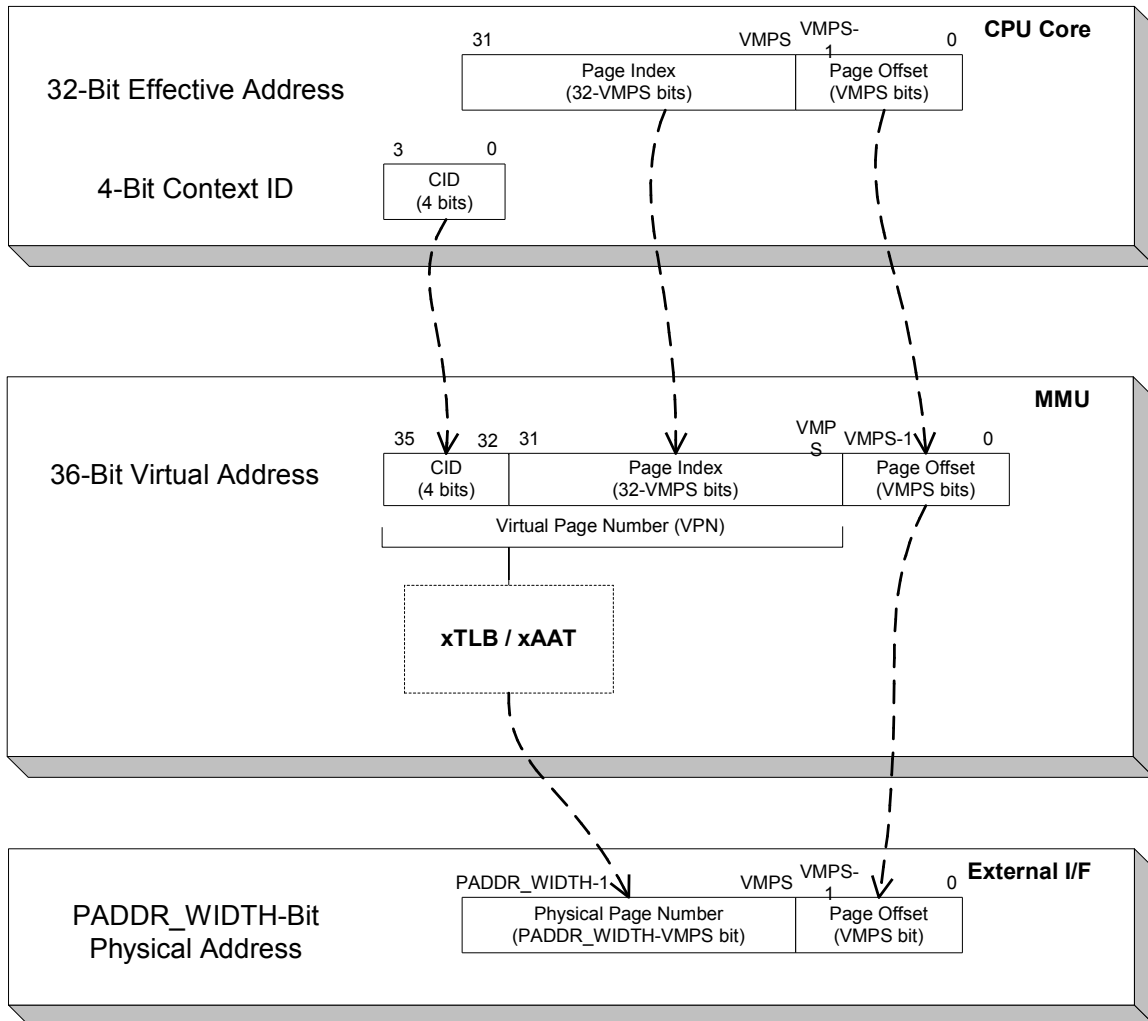 CPU Core
31
VMPS
VMPS-
1
0
32-Bit Effective Address
Page Index
(32-VMPS bits)
Page Offset
(VMPS bits)
3
0
4-Bit Context ID
CID
(4 bits)
MMU
35
32
31
VMP
S
VMPS-1
0
36-Bit Virtual Address
CID
(4 bits)
Page Index
(32-VMPS bits)
Page Offset
(VMPS bits)
Virtual Page Number (VPN)
xTLB / xAAT
External I/F
PADDR_WIDTH-1
VMPS
VMPS-
1
0
PADDR_WIDTH-Bit
Physical Address
Physical Page Number
(PADDR_WIDTH-VMPS bit)
Page Offset
(VMPS bit)